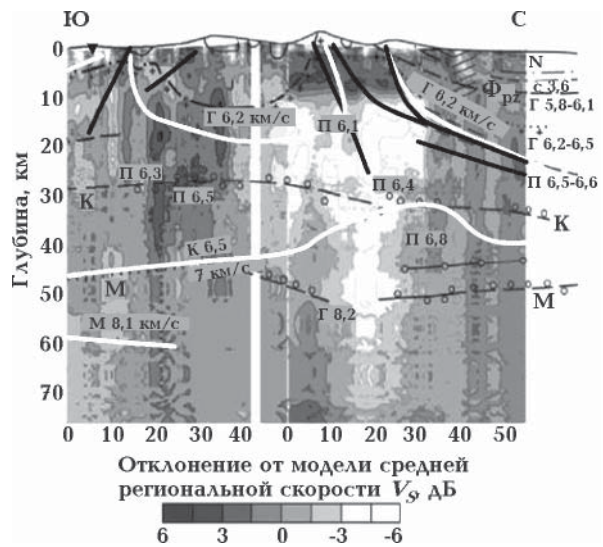 Ю С
М
0
10
20
30
40
50
60
70
Глубина, км
N
с 3,6
Г 5,8-6,1
Φpz
Г 6,2 км/с
Г 6,2 км/с
П 6,1
Г 6,2-6,5
П 6,3
П 6,5
П 6,4
П 6,5-6,6
К
К
П 6,8
К 6,5
7 км/с
М
М
Г 8,2
М 8,1 км/с
0 10 20 30 40 0 10 20 30 40 50
Отклонение от модели средней
региональной скорости VS, дБ
6 3 0 -3 -6